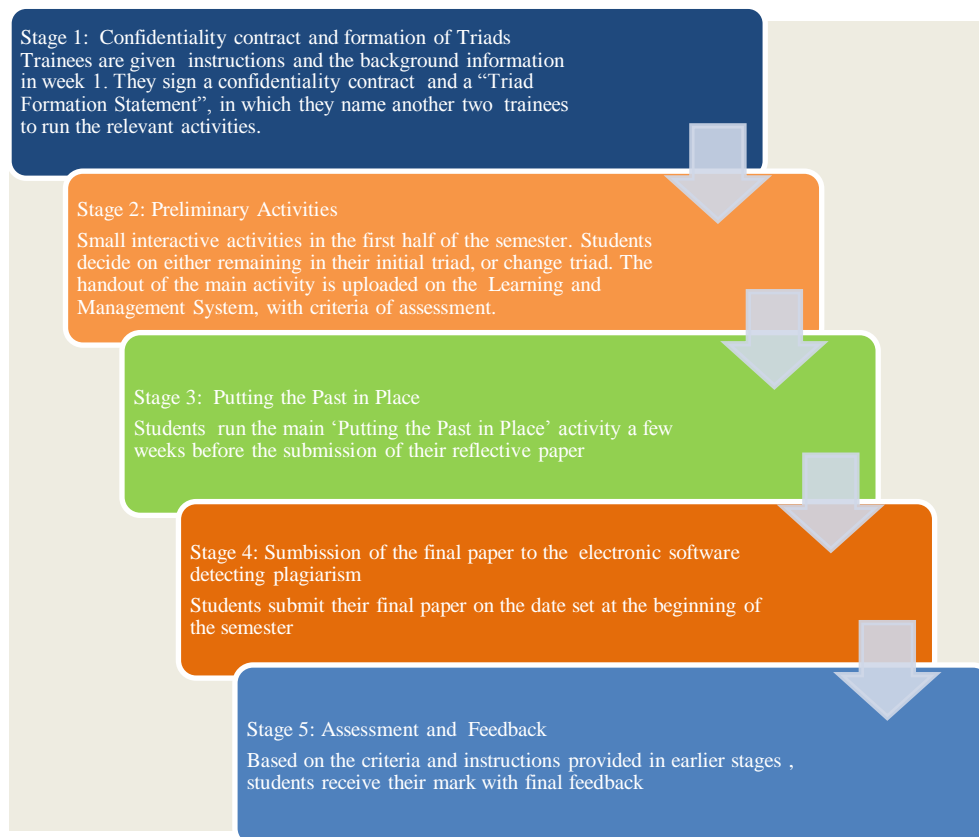 Stage 1: Confidentiality contract and formation of Triads
Trainees are given instructions and the background information
in week 1. They sign a confidentiality contract and a “Triad
Formation Statement”, in which they name another two trainees
to run the relevant activities.
Stage 2: Preliminary Activities
Small interactive activities in the first half of the semester. Students
decide on either remaining in their initial triad, or change triad. The
handout of the main activity is uploaded on the Learning and
Management System, with criteria of assessment.
Stage 3: Putting the Past in Place
Students run the main ‘Putting the Past in Place’ activity a few
weeks before the submission of their reflective paper
Stage 4: Sumbission of the final paper to the electronic software
detecting plagiarism
Students submit their final paper on the date set at the beginning of
the semester
Stage 5: Assessment and Feedback
Based on the criteria and instructions provided in earlier stages ,
students receive their mark with final feedback